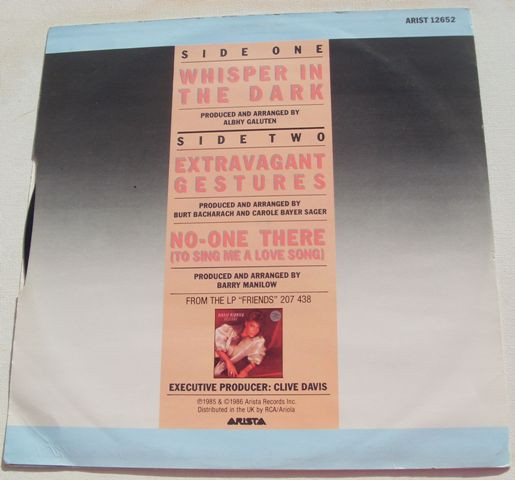 ARIST 12652
SIDE ONE
WHISPER IN
THE DARK
PRODUCED AND ARRANGED BY
ALBHY GALUTEN
SIDE TWO
EXTRAVAGANT
GESTURES
PRODUCED AND ARRANGED BY
BURT BACHARACH AND CAROLE BAYER SAGER
NO-ONE THERE
(TO SING ME A LOVE SONG)
PRODUCED AND ARRANGED BY
BARRY MANILOW
FROM THE LP "FRIENDS" 207 438
EXECUTIVE PRODUCER: CLIVE DAVIS
℗1985 & ©1986 Arista Records Inc.
Distributed in the UK by RCA/Ariola
ARISTA